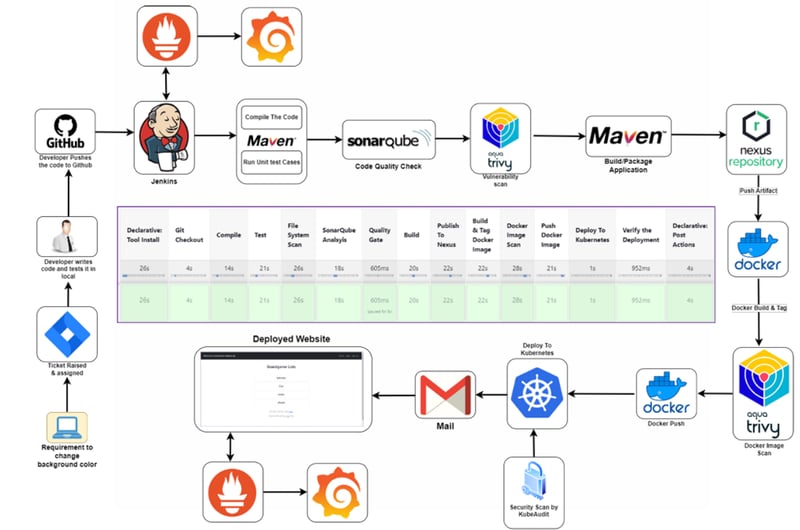 GitHub
Developer Pushes
the code to Github
Jenkins
Compile The Code
Maven™
Run Unit test Cases
sonarqube
Code Quality Check
aqua
trivy
Vulnerability
scan
Maven™
Build/Package
Application
nexus
repository
Push Artifact
Developer writes
code and tests it in
local
Declarative:
Tool Install
Git
Checkout
Compile
Test
File
System
Scan
SonarQube
Analsyis
Quality
Gate
Build
Publish
To
Nexus
Build
& Tag
Docker
Image
Docker
Image
Scan
Push
Docker
Image
Deploy To
Kubernetes
Verify the
Deployment
Declarative:
Post
Actions
26s 4s 14s 21s 26s 18s 605ms 20s 22s 22s 28s 21s 1s 952ms 4s
26s 4s 14s 21s 26s 18s 605ms 20s 22s 22s 28s 21s 1s 952ms 4s
docker
Docker Build & Tag
Ticket Raised
& assigned
Requirement to
change
background color
Deployed Website
Mail
Deploy To
Kubernetes
docker
Docker Push
aqua
trivy
Docker Image
Scan
Security Scan by
KubeAudit